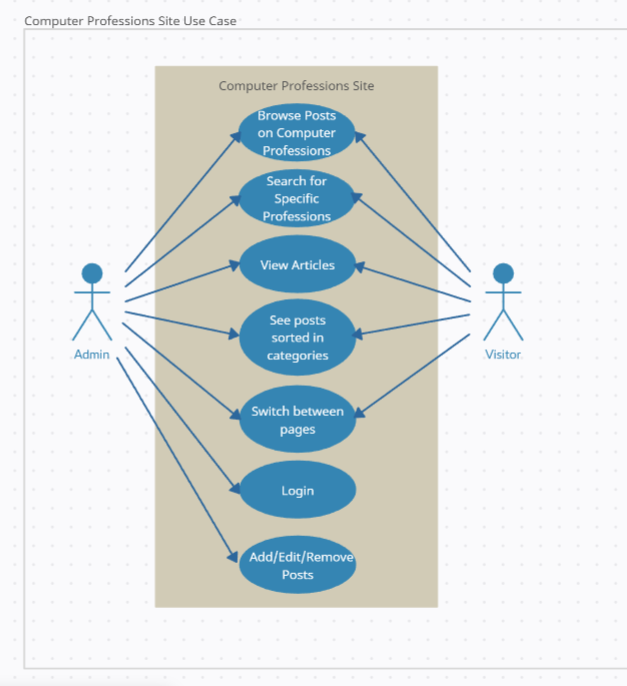 Computer Professions Site Use Case
Computer Professions Site
Browse Posts
on Computer
Professions
Search for
Specific
Professions
View Articles
See posts
sorted in
categories
Admin
Visitor
Switch between
pages
Login
Add/Edit/Remove
Posts